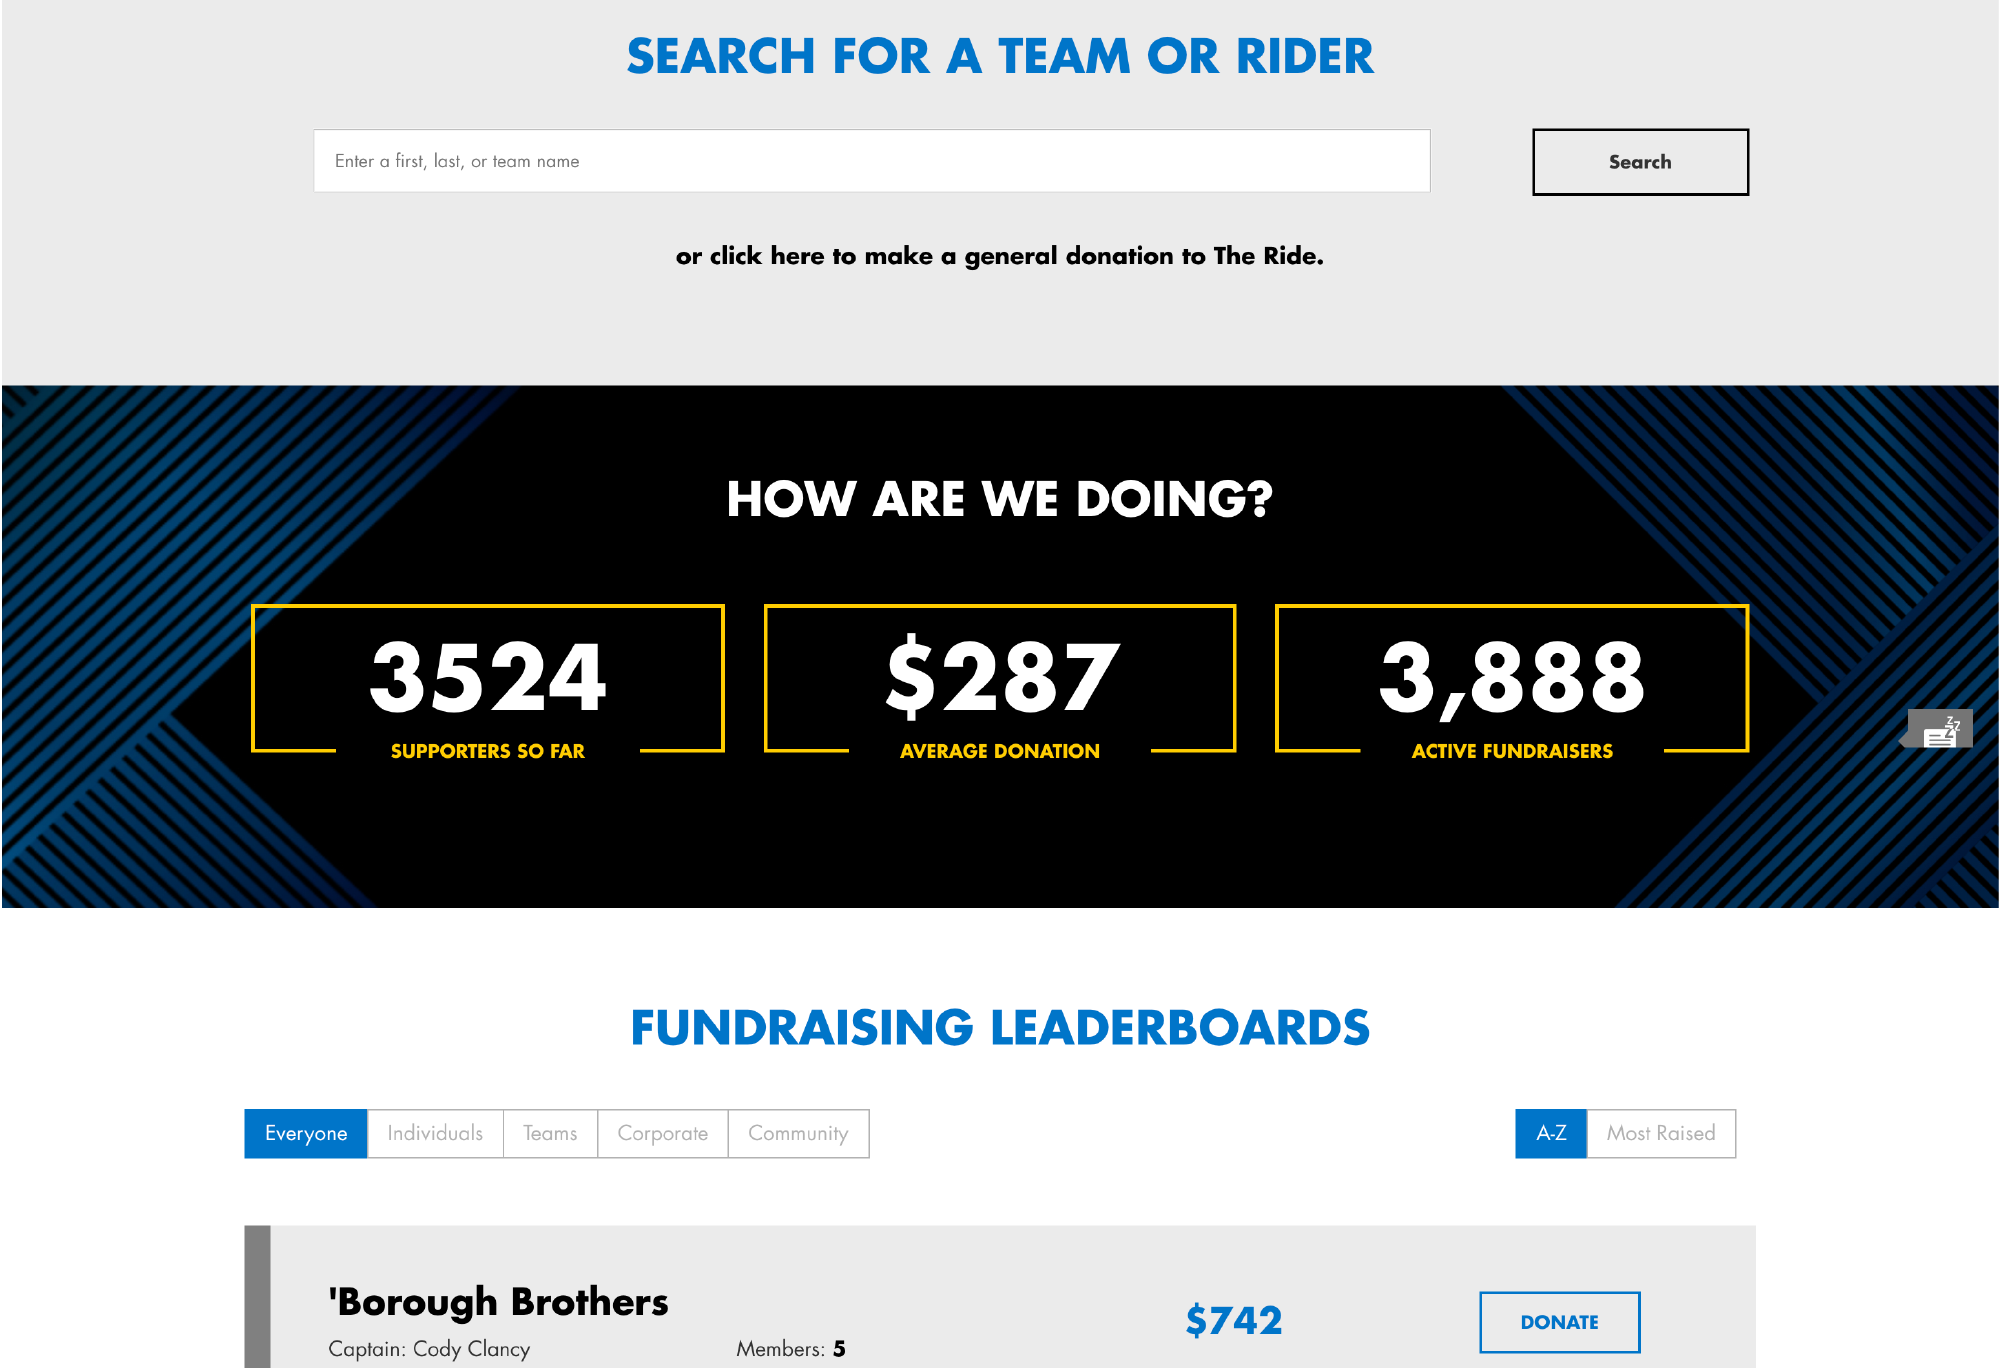 SEARCH FOR A TEAM OR RIDER
Enter a first, last, or team name
Search
or click here to make a general donation to The Ride.
HOW ARE WE DOING?
3524
SUPPORTERS SO FAR
$287
AVERAGE DONATION
3,888
ACTIVE FUNDRAISERS
z
Z
Z
FUNDRAISING LEADERBOARDS
Everyone
Individuals
Teams
Corporate
Community
A-Z
Most Raised
'Borough Brothers
Captain: Cody Clancy
Members: 5
$742
DONATE